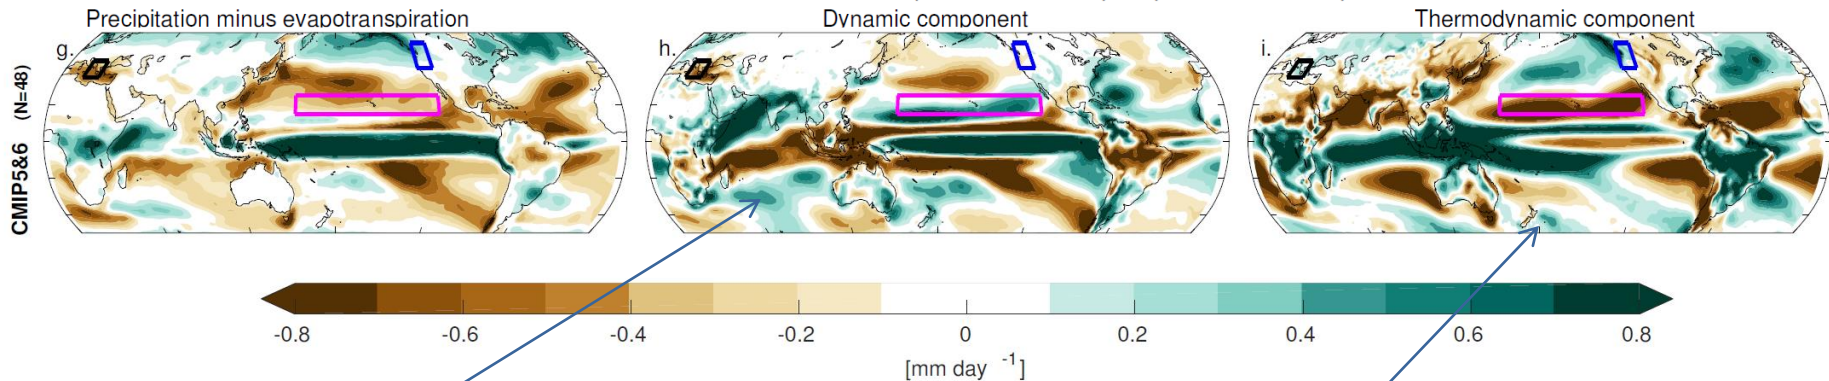 Precipitation minus evapotranspiration
Dynamic component
Thermodynamic component
g.
h.
i.
CMIP5&6 (N=48)
-0.8 -0.6 -0.4 -0.2 0 0.2 0.4 0.6 0.8
[mm day -1]